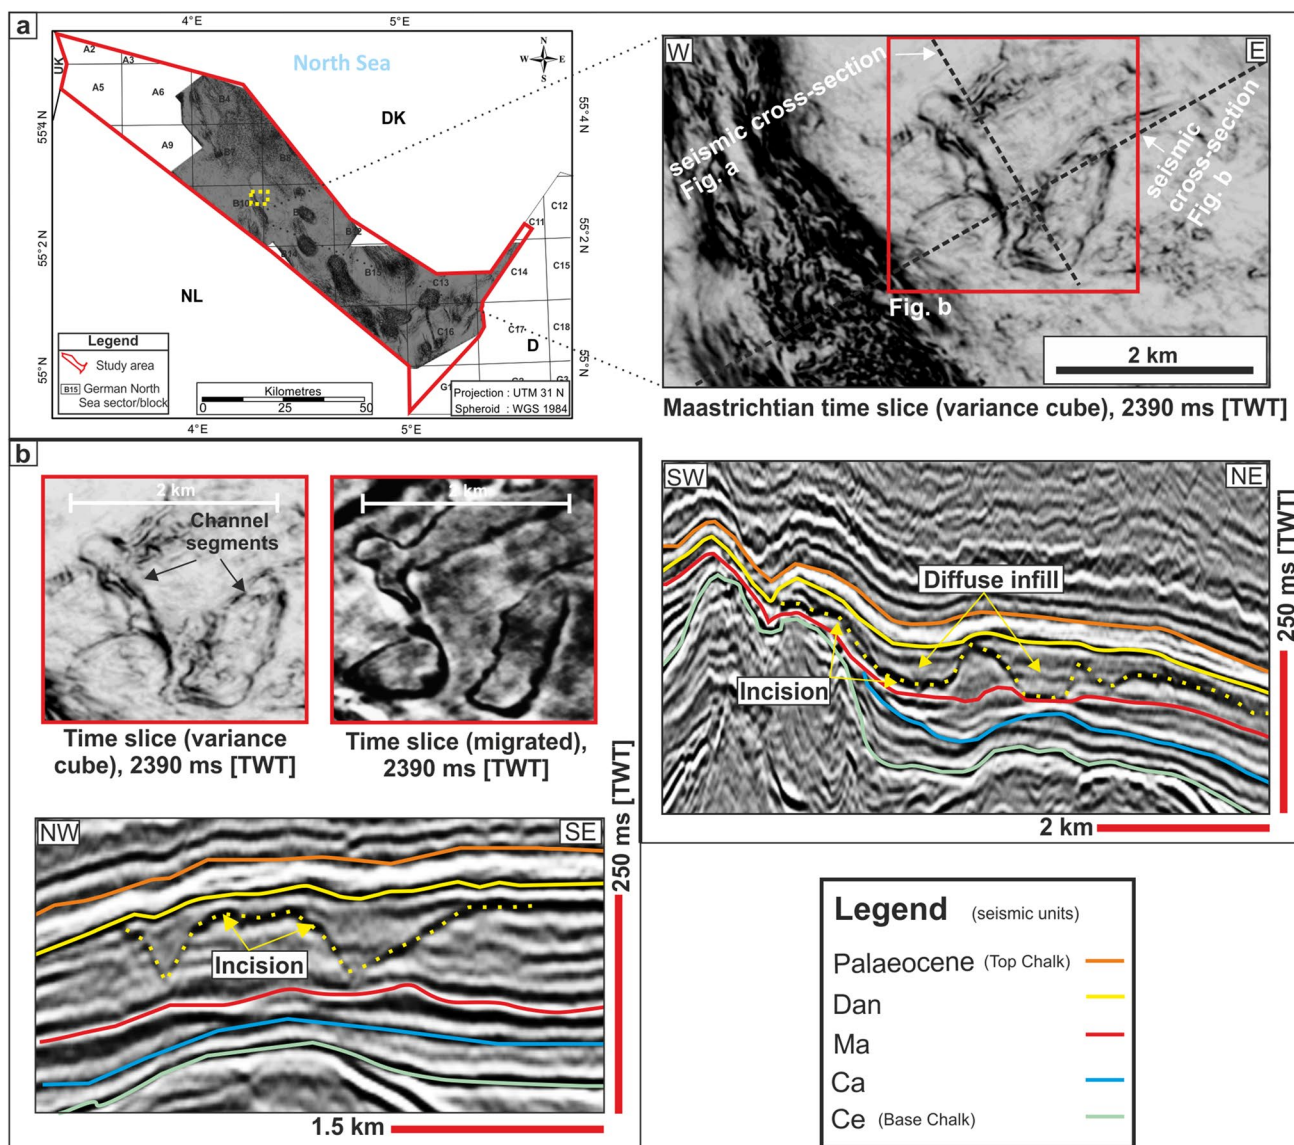 a
4°E
5°E
North Sea
A2
A3
UK
A5
A6
B4
A9
B7
B8
B10
B12
B14
B15
C11
C12
C13
C14
C15
C16
C17
C18
G1
G2
G3
DK
NL
D
W
N
E
S
55°4 N
55°2 N
55°N
55°4 N
55°2 N
55°N
Legend
Study area
B15
German North
Sea sector/block
Kilometres
0
25
50
Projection : UTM 31 N
Spheroid : WGS 1984
4°E
5°E
W
E
seismic cross-section
Fig. a
seismic
cross-section
Fig. b
Fig. b
2 km
Maastrichtian time slice (variance cube), 2390 ms [TWT]
SW
NE
Diffuse infill
Incision
250 ms [TWT]
2 km
b
2 km
Channel
segments
2 km
Time slice (variance
cube), 2390 ms [TWT]
Time slice (migrated),
2390 ms [TWT]
NW
SE
Incision
250 ms [TWT]
1.5 km
Legend (seismic units)
Palaeocene (Top Chalk)
Dan
Ma
Ca
Ce (Base Chalk)